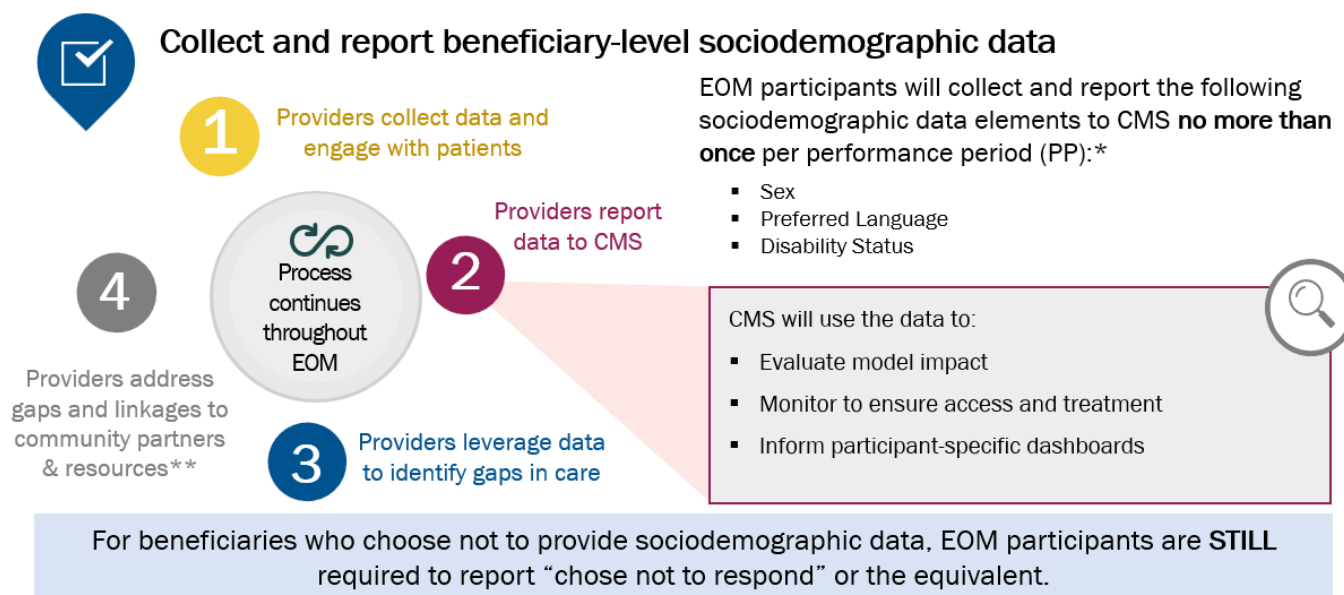 Collect and report beneficiary-level sociodemographic data
1
Providers collect data and
engage with patients
2
Providers report
data to CMS
3
Providers leverage data
to identify gaps in care
4
Providers address
gaps and linkages to
community partners
& resources**
Process
continues
throughout
EOM
EOM participants will collect and report the following
sociodemographic data elements to CMS no more than
once per performance period (PP):*
▪ Sex
▪ Preferred Language
▪ Disability Status
CMS will use the data to:
▪ Evaluate model impact
▪ Monitor to ensure access and treatment
▪ Inform participant-specific dashboards
For beneficiaries who choose not to provide sociodemographic data, EOM participants are STILL
required to report “chose not to respond” or the equivalent.